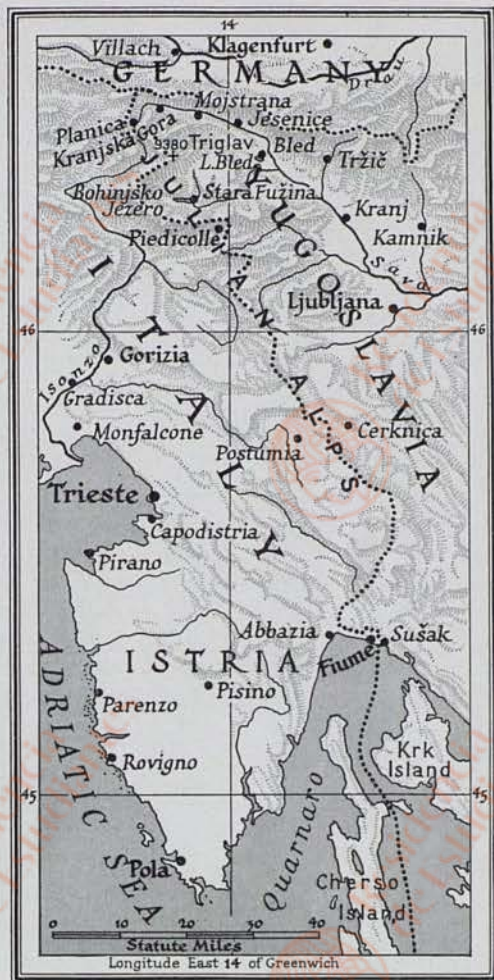 14
Villach
Klagenfurt
GERMANY
Drau
Mojstrana
Planica
Jesenice
Kranjska Gora
9380 Triglav
Bled
L. Bled
Tržič
Bohinjsko
Jezero
Stara Fužina
Kranj
Piedicolle
Kamnik
Sava
JULIAN ALPS
YUGOSLAVIA
Ljubljana
46
ITALY
Isonzo
Gorizia
Gradisca
Monfalcone
Cerknica
Postumia
Trieste
Capodistria
Pirano
Abbazia
Sušak
Fiume
ISTRIA
Pisino
Parenzo
ADRIATIC SEA
Rovigno
Krk
Island
45
45
Quarnaro
Pola
Cherso
Island
0 10 20 30 40 50
Statute Miles
Longitude East 14 of Greenwich